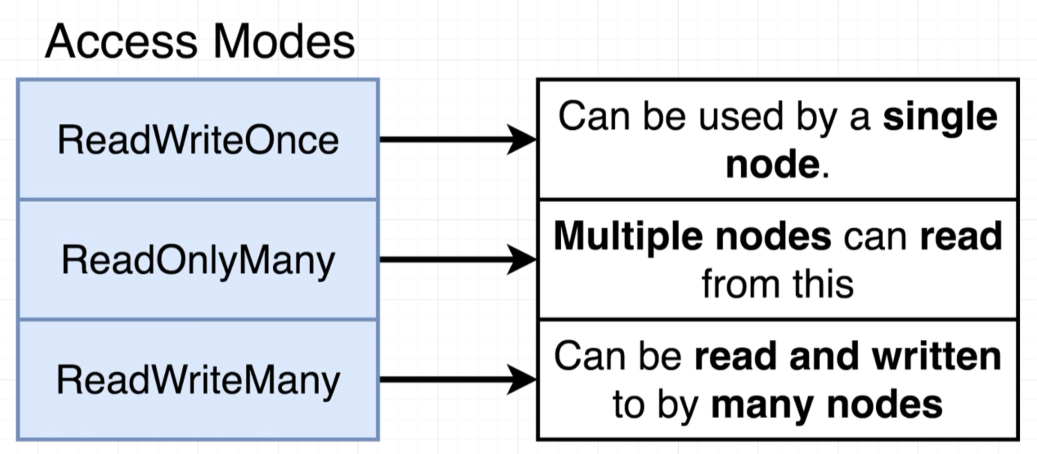 Access Modes
ReadWriteOnce
Can be used by a single
node.
ReadOnlyMany
Multiple nodes can read
from this
ReadWriteMany
Can be read and written
to by many nodes